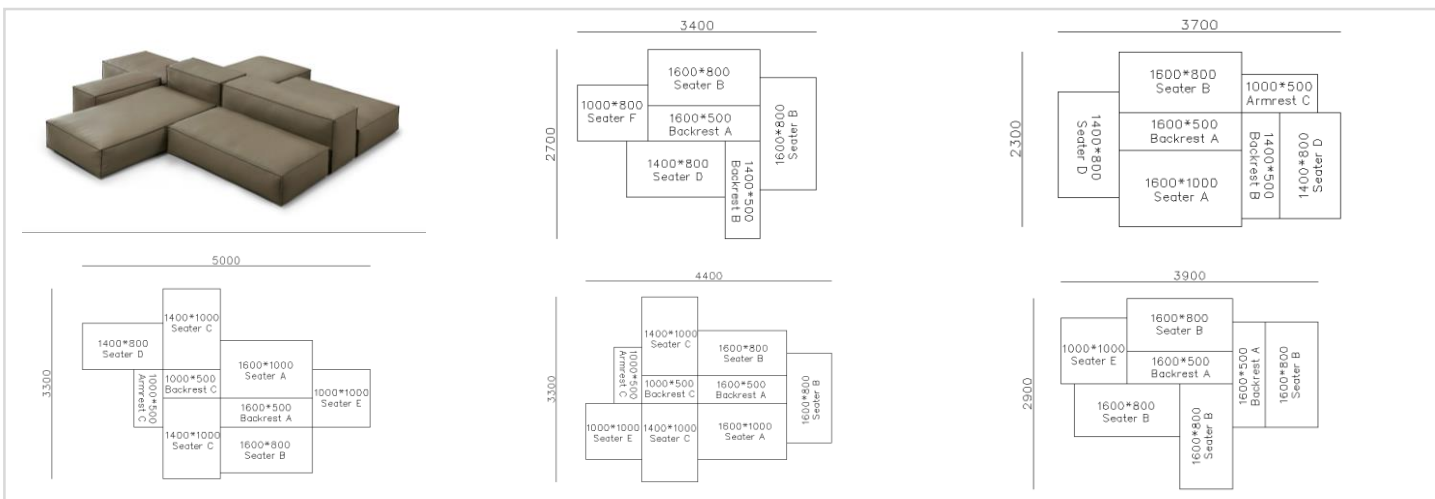 3400
2700
1600*800
Seater B
1000*800
Seater F
1600*500
Backrest A
1600*800
Seater B
1400*800
Seater D
1400*500
Backrest B
3700
2300
1600*800
Seater B
1000*500
Armrest C
1400*800
Seater D
1600*500
Backrest A
1600*1000
Seater A
1400*500
Backrest B
1400*800
Seater D
5000
3300
1400*1000
Seater C
1400*800
Seater D
1600*1000
Seater A
1000*500
Armrest C
1000*500
Backrest C
1000*1000
Seater E
1600*500
Backrest A
1400*1000
Seater C
1600*800
Seater B
4400
3300
1400*1000
Seater C
1600*800
Seater B
1000*500
Armrest C
1000*500
Backrest C
1600*500
Backrest A
1600*800
Seater B
1000*1000
Seater E
1400*1000
Seater C
1600*1000
Seater A
3900
2900
1600*800
Seater B
1000*1000
Seater E
1600*500
Backrest A
1600*500
Backrest A
1600*800
Seater B
1600*800
Seater B
1600*800
Seater B